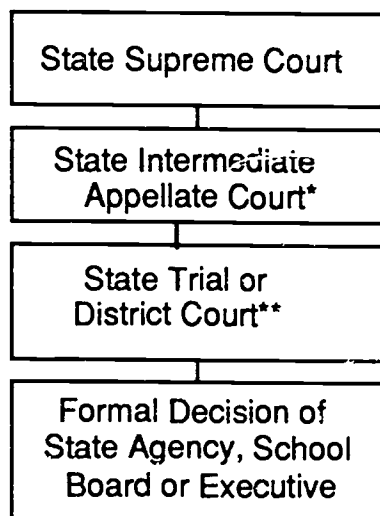 State Supreme Court
State Intermediate
Appellate Court*
State Trial or
District Court**
Formal Decision of
State Agency, School
Board or Executive